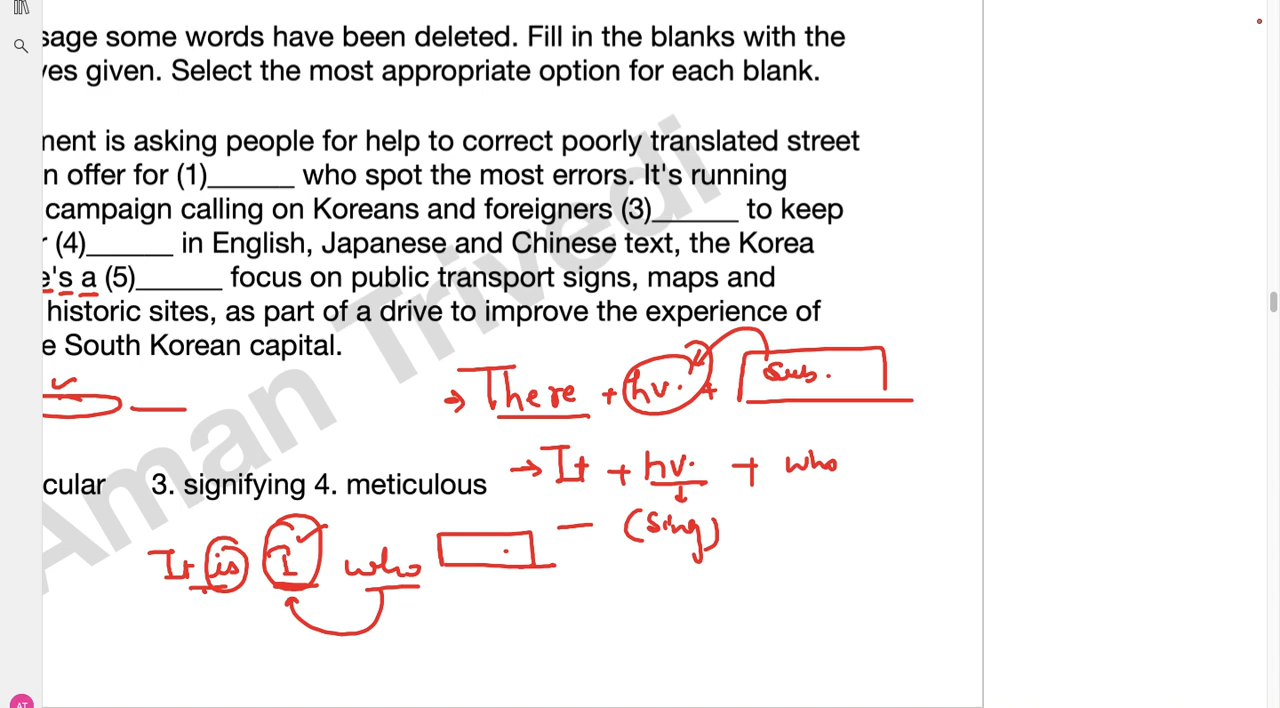 sage some words have been deleted. Fill in the blanks with the
es given. Select the most appropriate option for each blank.
ment is asking people for help to correct poorly translated street
n offer for (1)______ who spot the most errors. It's running
campaign calling on Koreans and foreigners (3)______ to keep
(4)______ in English, Japanese and Chinese text, the Korea
e's a (5)______ focus on public transport signs, maps and
historic sites, as part of a drive to improve the experience of
e South Korean capital.
→ There + hv. + Sub.
→ It + hv. + who
cular 3. signifying 4. meticulous
(Sing)
It is I who
Aman Trivedi
AT